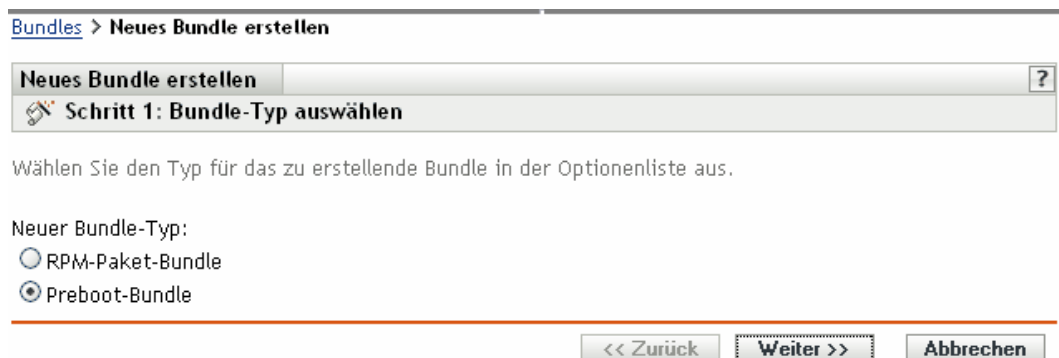 Bundles > Neues Bundle erstellen
Neues Bundle erstellen ?
Schritt 1: Bundle-Typ auswählen
Wählen Sie den Typ für das zu erstellende Bundle in der Optionenliste aus.
Neuer Bundle-Typ:
RPM-Paket-Bundle
Preboot-Bundle
<< Zurück Weiter >> Abbrechen